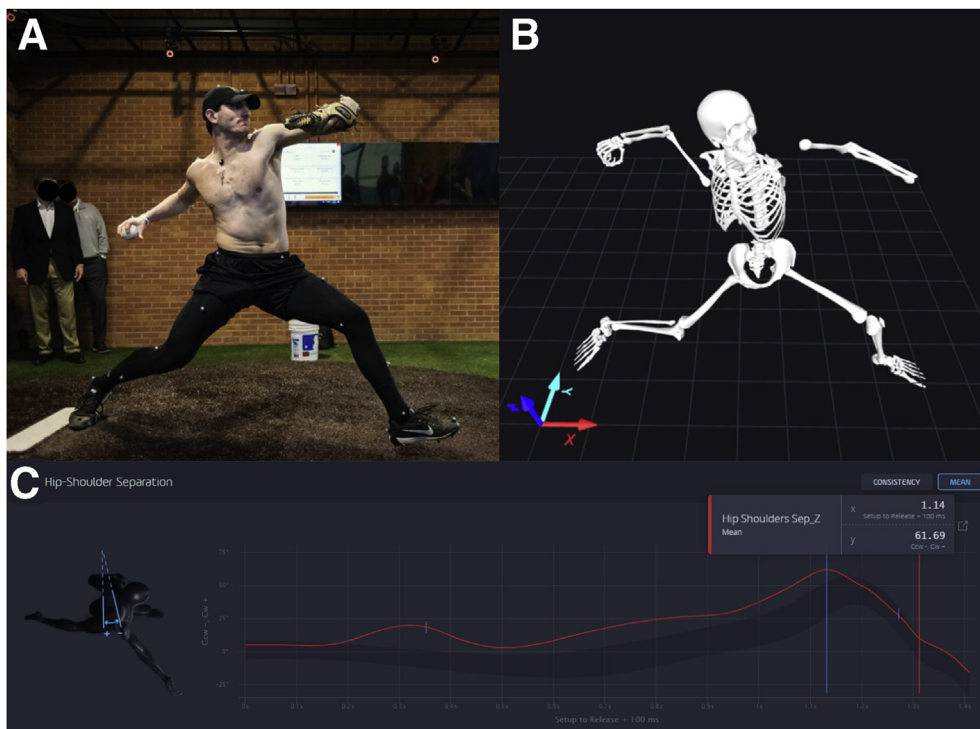 A
B
Y
X
C
Hip-Shoulder Separation
CONSISTENCY
MEAN
Hip Shoulders Sep_Z
Mean
x
1.14
Setup to Release + 100 ms
y
61.69
Ccw -, Cw +
75°
50°
25°
0°
-25°
Ccw -, Cw +
+
-
0s
0.1s
0.2s
0.3s
0.4s
0.5s
0.6s
0.7s
0.8s
0.9s
1s
1.1s
1.2s
1.3s
1.4s
Setup to Release + 100 ms